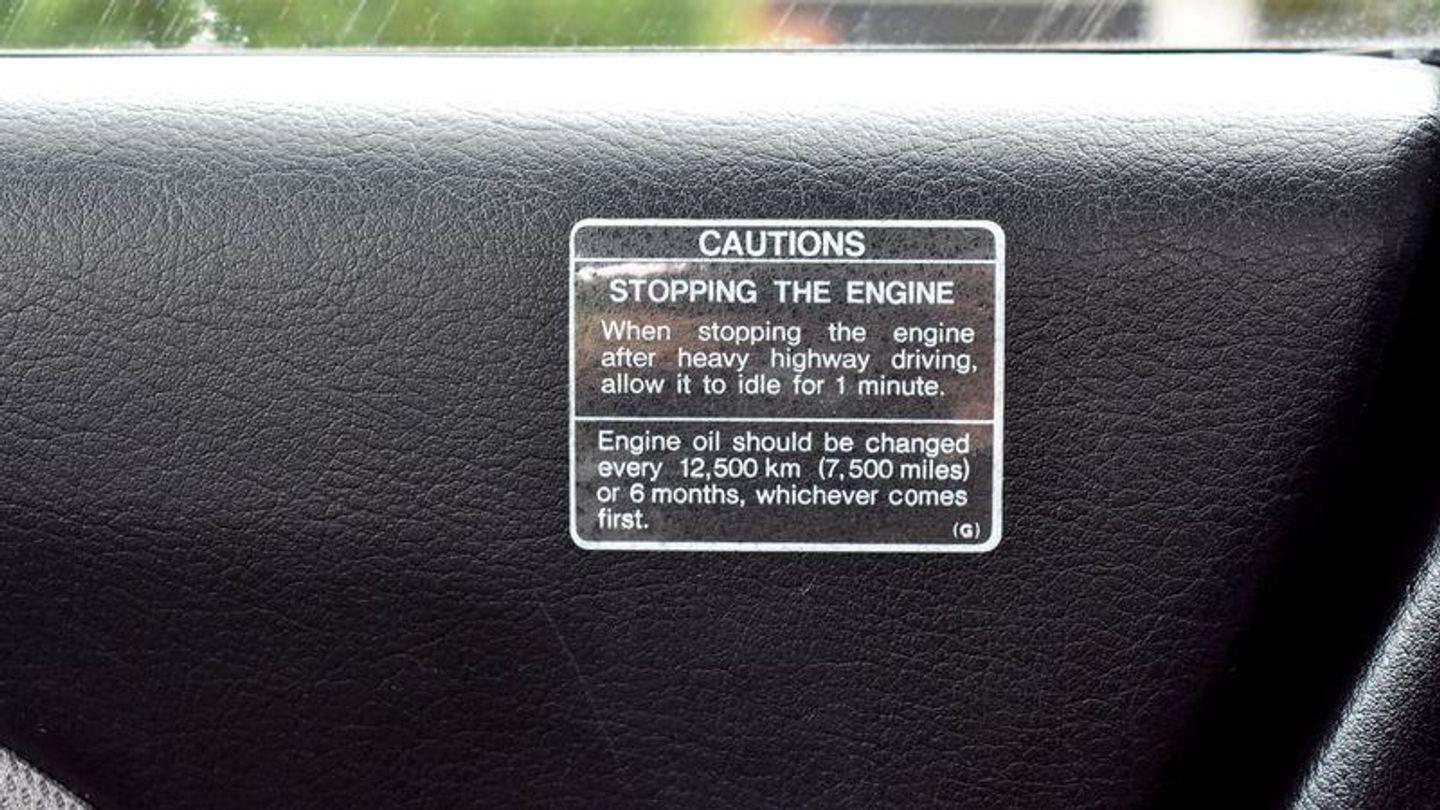 CAUTIONS
STOPPING THE ENGINE
When stopping the engine
after heavy highway driving,
allow it to idle for 1 minute.
Engine oil should be changed
every 12,500 km (7,500 miles)
or 6 months, whichever comes
first.
(G)